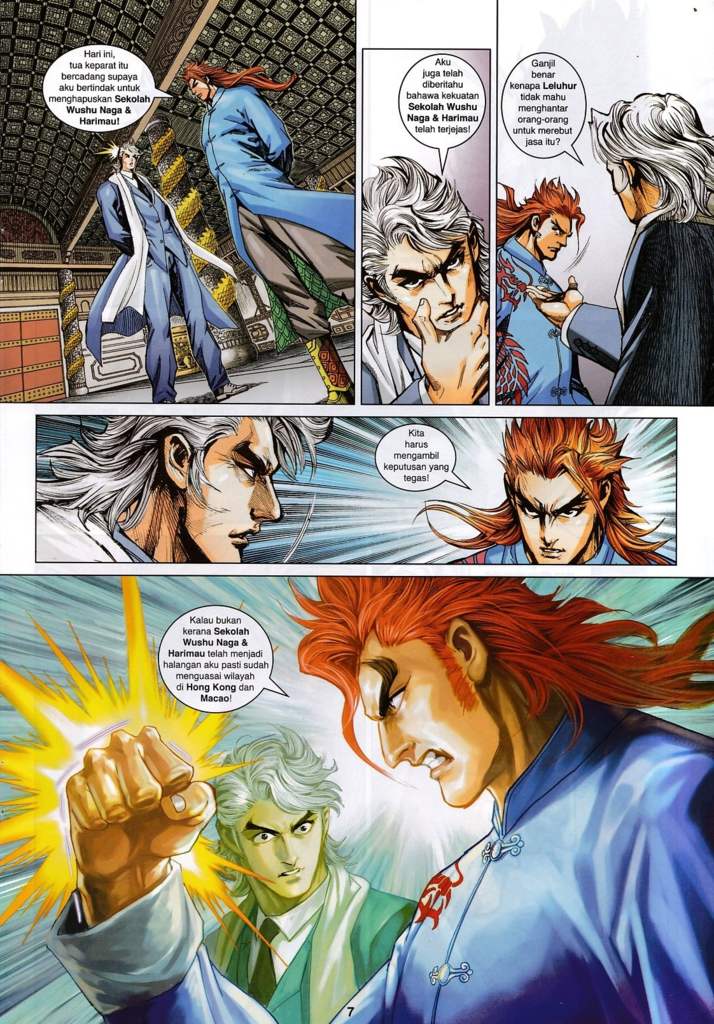 Hari ini,
tua keparat itu
bercadang supaya
aku bertindak untuk
menghapuskan Sekolah
Wushu Naga &
Harimau!
Aku
juga telah
diberitahu
bahawa kekuatan
Sekolah Wushu
Naga & Harimau
telah terjejas!
Ganjil
benar
kenapa Leluhur
tidak mahu
menghantar
orang-orang
untuk merebut
jasa itu?
Kita
harus
mengambil
keputusan yang
tegas!
Kalau bukan
kerana Sekolah
Wushu Naga &
Harimau telah menjadi
halangan aku pasti sudah
menguasai wilayah
di Hong Kong dan
Macao!
7